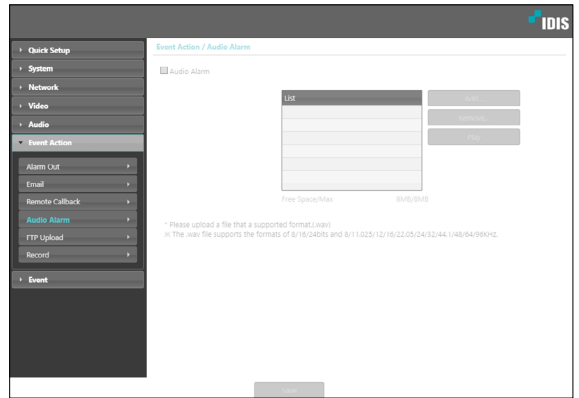 IDIS
Quick Setup
System
Network
Video
Audio
Event Action
Alarm Out
Email
Remote Callback
Audio Alarm
FTP Upload
Record
Event
Event Action / Audio Alarm
Audio Alarm
List
Add
Remove
Play
Free Space/Max 8MB/8MB
* Please upload a file that a supported format.(.wav)
※ The .wav file supports the formats of 8/16/24bits and 8/11.025/12/16/22.05/24/32/44.1/48/64/96KHz.
Save